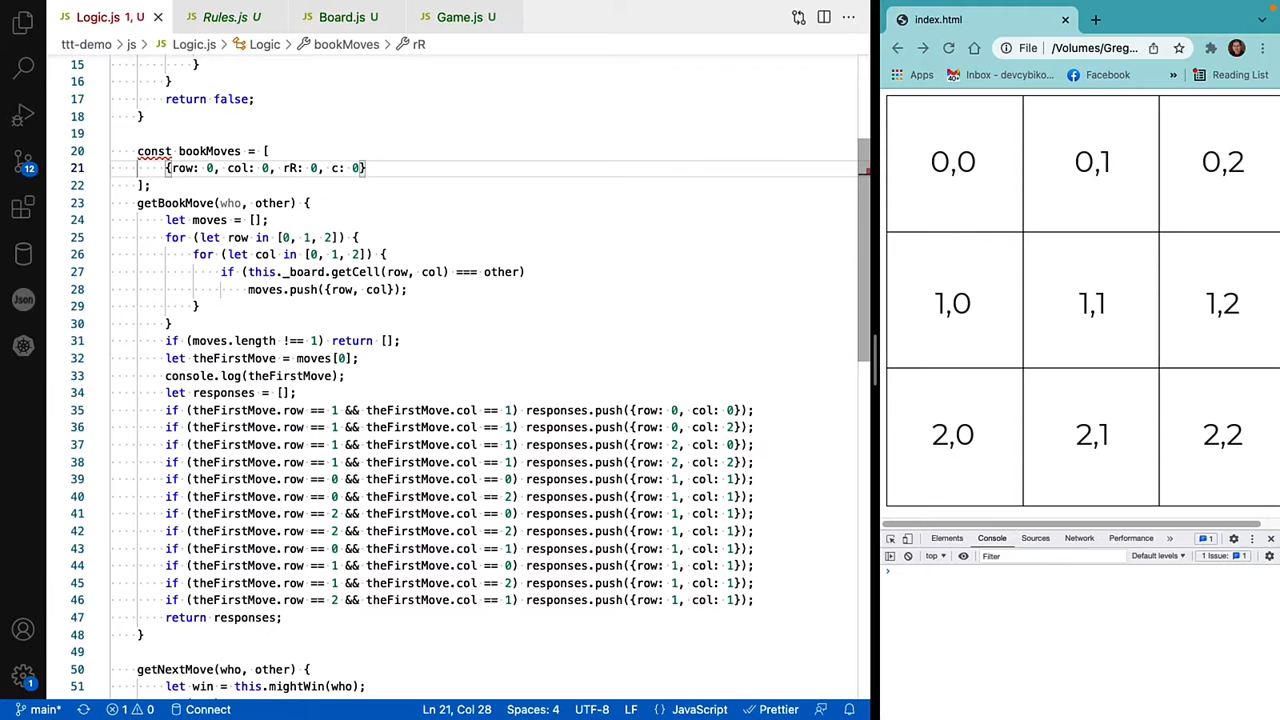 Logic.js 1, U
Rules.js U
Board.js U
Game.js U
index.html
ttt-demo > js > Logic.js > Logic > bookMoves > rR
File | /Volumes/Greg...
Apps
Inbox - devcybiko...
Facebook
»
Reading List
15 }
16 }
17 return false;
18 }
19
20 const bookMoves = [
21 {row: 0, col: 0, rR: 0, c: 0}
22 ];
23 getBookMove(who, other) {
24 let moves = [];
25 for (let row in [0, 1, 2]) {
26 for (let col in [0, 1, 2]) {
27 if (this._board.getCell(row, col) === other)
28 moves.push({row, col});
29 }
30 }
31 if (moves.length !== 1) return [];
32 let theFirstMove = moves[0];
33 console.log(theFirstMove);
34 let responses = [];
35 if (theFirstMove.row == 1 && theFirstMove.col == 1) responses.push({row: 0, col: 0});
36 if (theFirstMove.row == 1 && theFirstMove.col == 1) responses.push({row: 0, col: 2});
37 if (theFirstMove.row == 1 && theFirstMove.col == 1) responses.push({row: 2, col: 0});
38 if (theFirstMove.row == 1 && theFirstMove.col == 1) responses.push({row: 2, col: 2});
39 if (theFirstMove.row == 0 && theFirstMove.col == 0) responses.push({row: 1, col: 1});
40 if (theFirstMove.row == 0 && theFirstMove.col == 2) responses.push({row: 1, col: 1});
41 if (theFirstMove.row == 2 && theFirstMove.col == 0) responses.push({row: 1, col: 1});
42 if (theFirstMove.row == 2 && theFirstMove.col == 2) responses.push({row: 1, col: 1});
43 if (theFirstMove.row == 0 && theFirstMove.col == 1) responses.push({row: 1, col: 1});
44 if (theFirstMove.row == 1 && theFirstMove.col == 0) responses.push({row: 1, col: 1});
45 if (theFirstMove.row == 1 && theFirstMove.col == 2) responses.push({row: 1, col: 1});
46 if (theFirstMove.row == 2 && theFirstMove.col == 1) responses.push({row: 1, col: 1});
47 return responses;
48 }
49
50 getNextMove(who, other) {
51 let win = this.mightWin(who);
0,0 0,1 0,2
1,0 1,1 1,2
2,0 2,1 2,2
Elements Console Sources Network Performance » 1
top Filter Default levels 1 Issue: 1
›
12
Json
1
main* 1 0 Connect Ln 21, Col 28 Spaces: 4 UTF-8 LF {} JavaScript Prettier